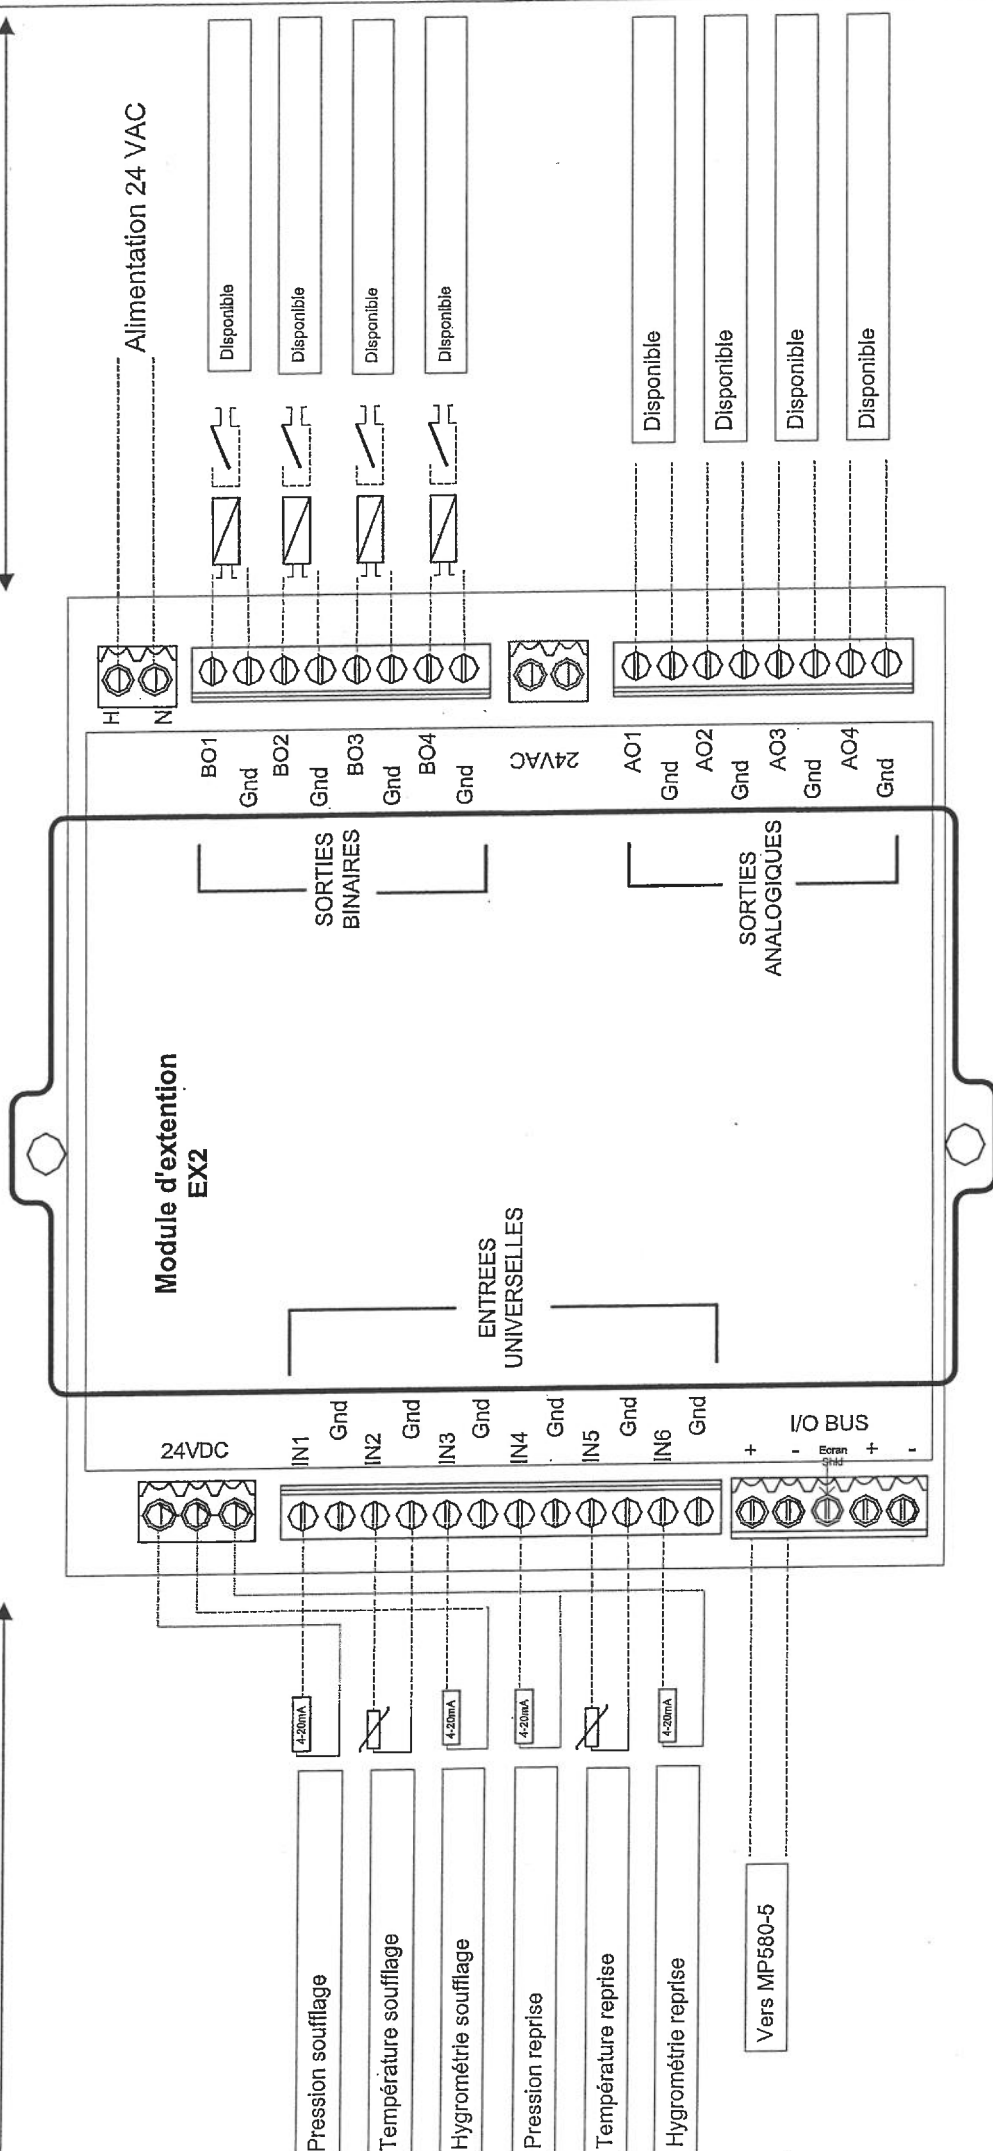 Alimentation 24 VAC
Disponible
Disponible
Disponible
Disponible
Disponible
Disponible
Disponible
Disponible
H
N
BO1
Gnd
BO2
Gnd
BO3
Gnd
BO4
Gnd
24VAC
AO1
Gnd
AO2
Gnd
AO3
Gnd
AO4
Gnd
SORTIES
BINAIRES
SORTIES
ANALOGIQUES
Module d'extention
EX2
ENTREES
UNIVERSELLES
24VDC
IN1
Gnd
IN2
Gnd
IN3
Gnd
IN4
Gnd
IN5
Gnd
IN6
Gnd
I/O BUS
+
-
Ecran
Shld
+
-
4-20mA
4-20mA
4-20mA
4-20mA
Pression soufflage
Température soufflage
Hygrométrie soufflage
Pression reprise
Température reprise
Hygrométrie reprise
Vers MP580-5